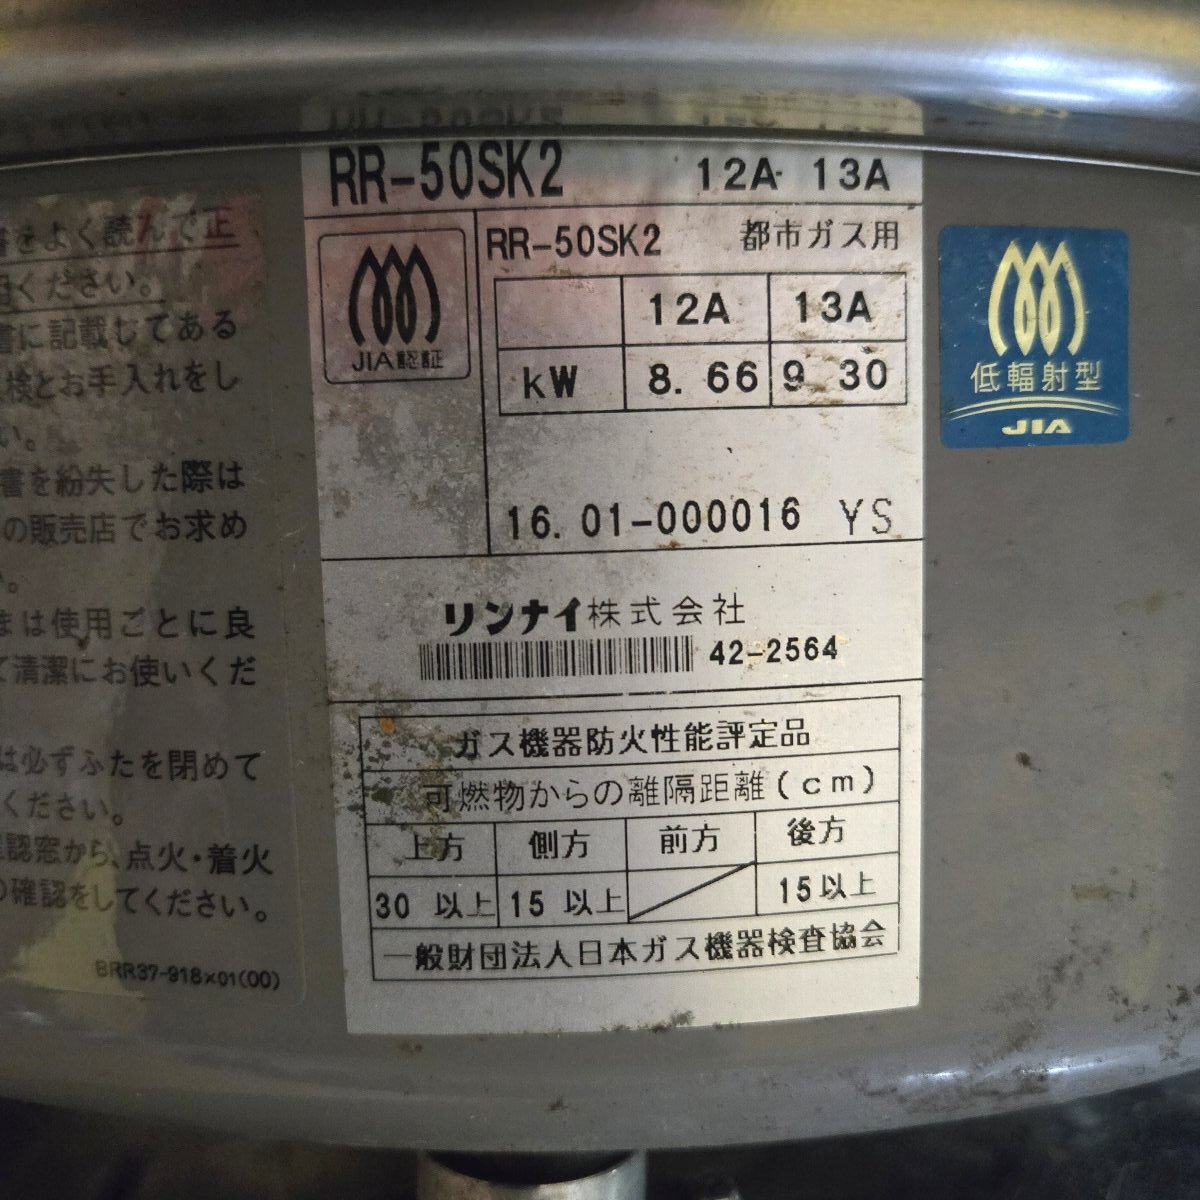 RR-50SK2 12A・13A
JIA認証
RR-50SK2 都市ガス用
12A 13A
kW 8.66 9.30
16.01-000016 YS
リンナイ株式会社
42-2564
ガス機器防火性能評定品
可燃物からの離隔距離(cm)
上方 側方 前方 後方
30 以上 15 以上 15以上
一般財団法人日本ガス機器検査協会
低輻射型
JIA
書をよく読んで正
ください。
書に記載してある
検とお手入れをし
い。
書を紛失した際は
の販売店でお求め
い。
または使用ごとに良
て清潔にお使いくだ
は必ずふたを閉めて
ください。
確認窓から、点火・着火
の確認をしてください。
BRR37-918×01(00)